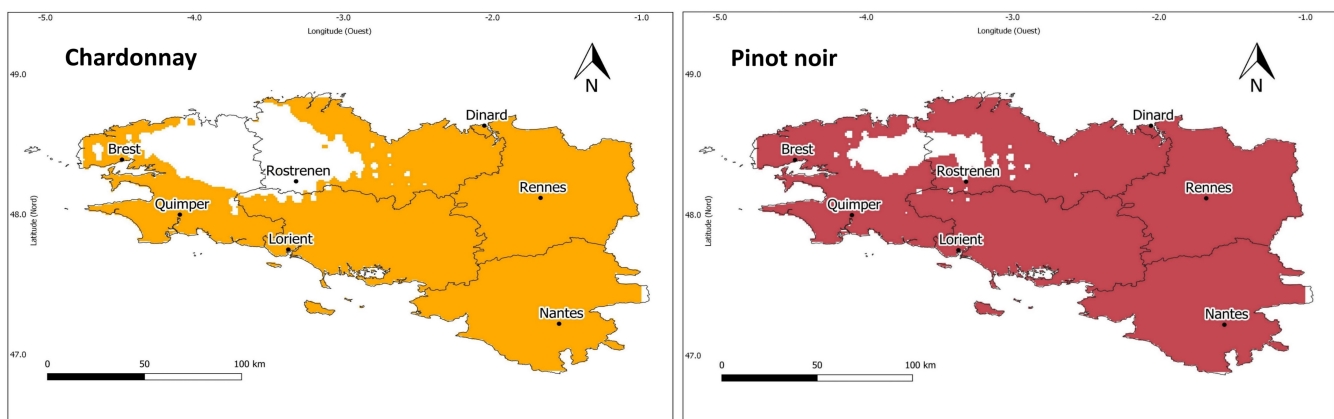 -5.0 -4.0 -3.0 -2.0 -1.0
Longitude (Ouest)
Chardonnay
N
49.0
Dinard
Brest
Rostrenen
Rennes
Latitude (Nord)
Quimper
48.0
Lorient
Nantes
47.0
0 50 100 km
-5.0 -4.0 -3.0 -2.0 -1.0
Longitude (Ouest)
Pinot noir
N
49.0
Dinard
Brest
Rostrenen
Rennes
Latitude (Nord)
Quimper
48.0
Lorient
Nantes
47.0
0 50 100 km